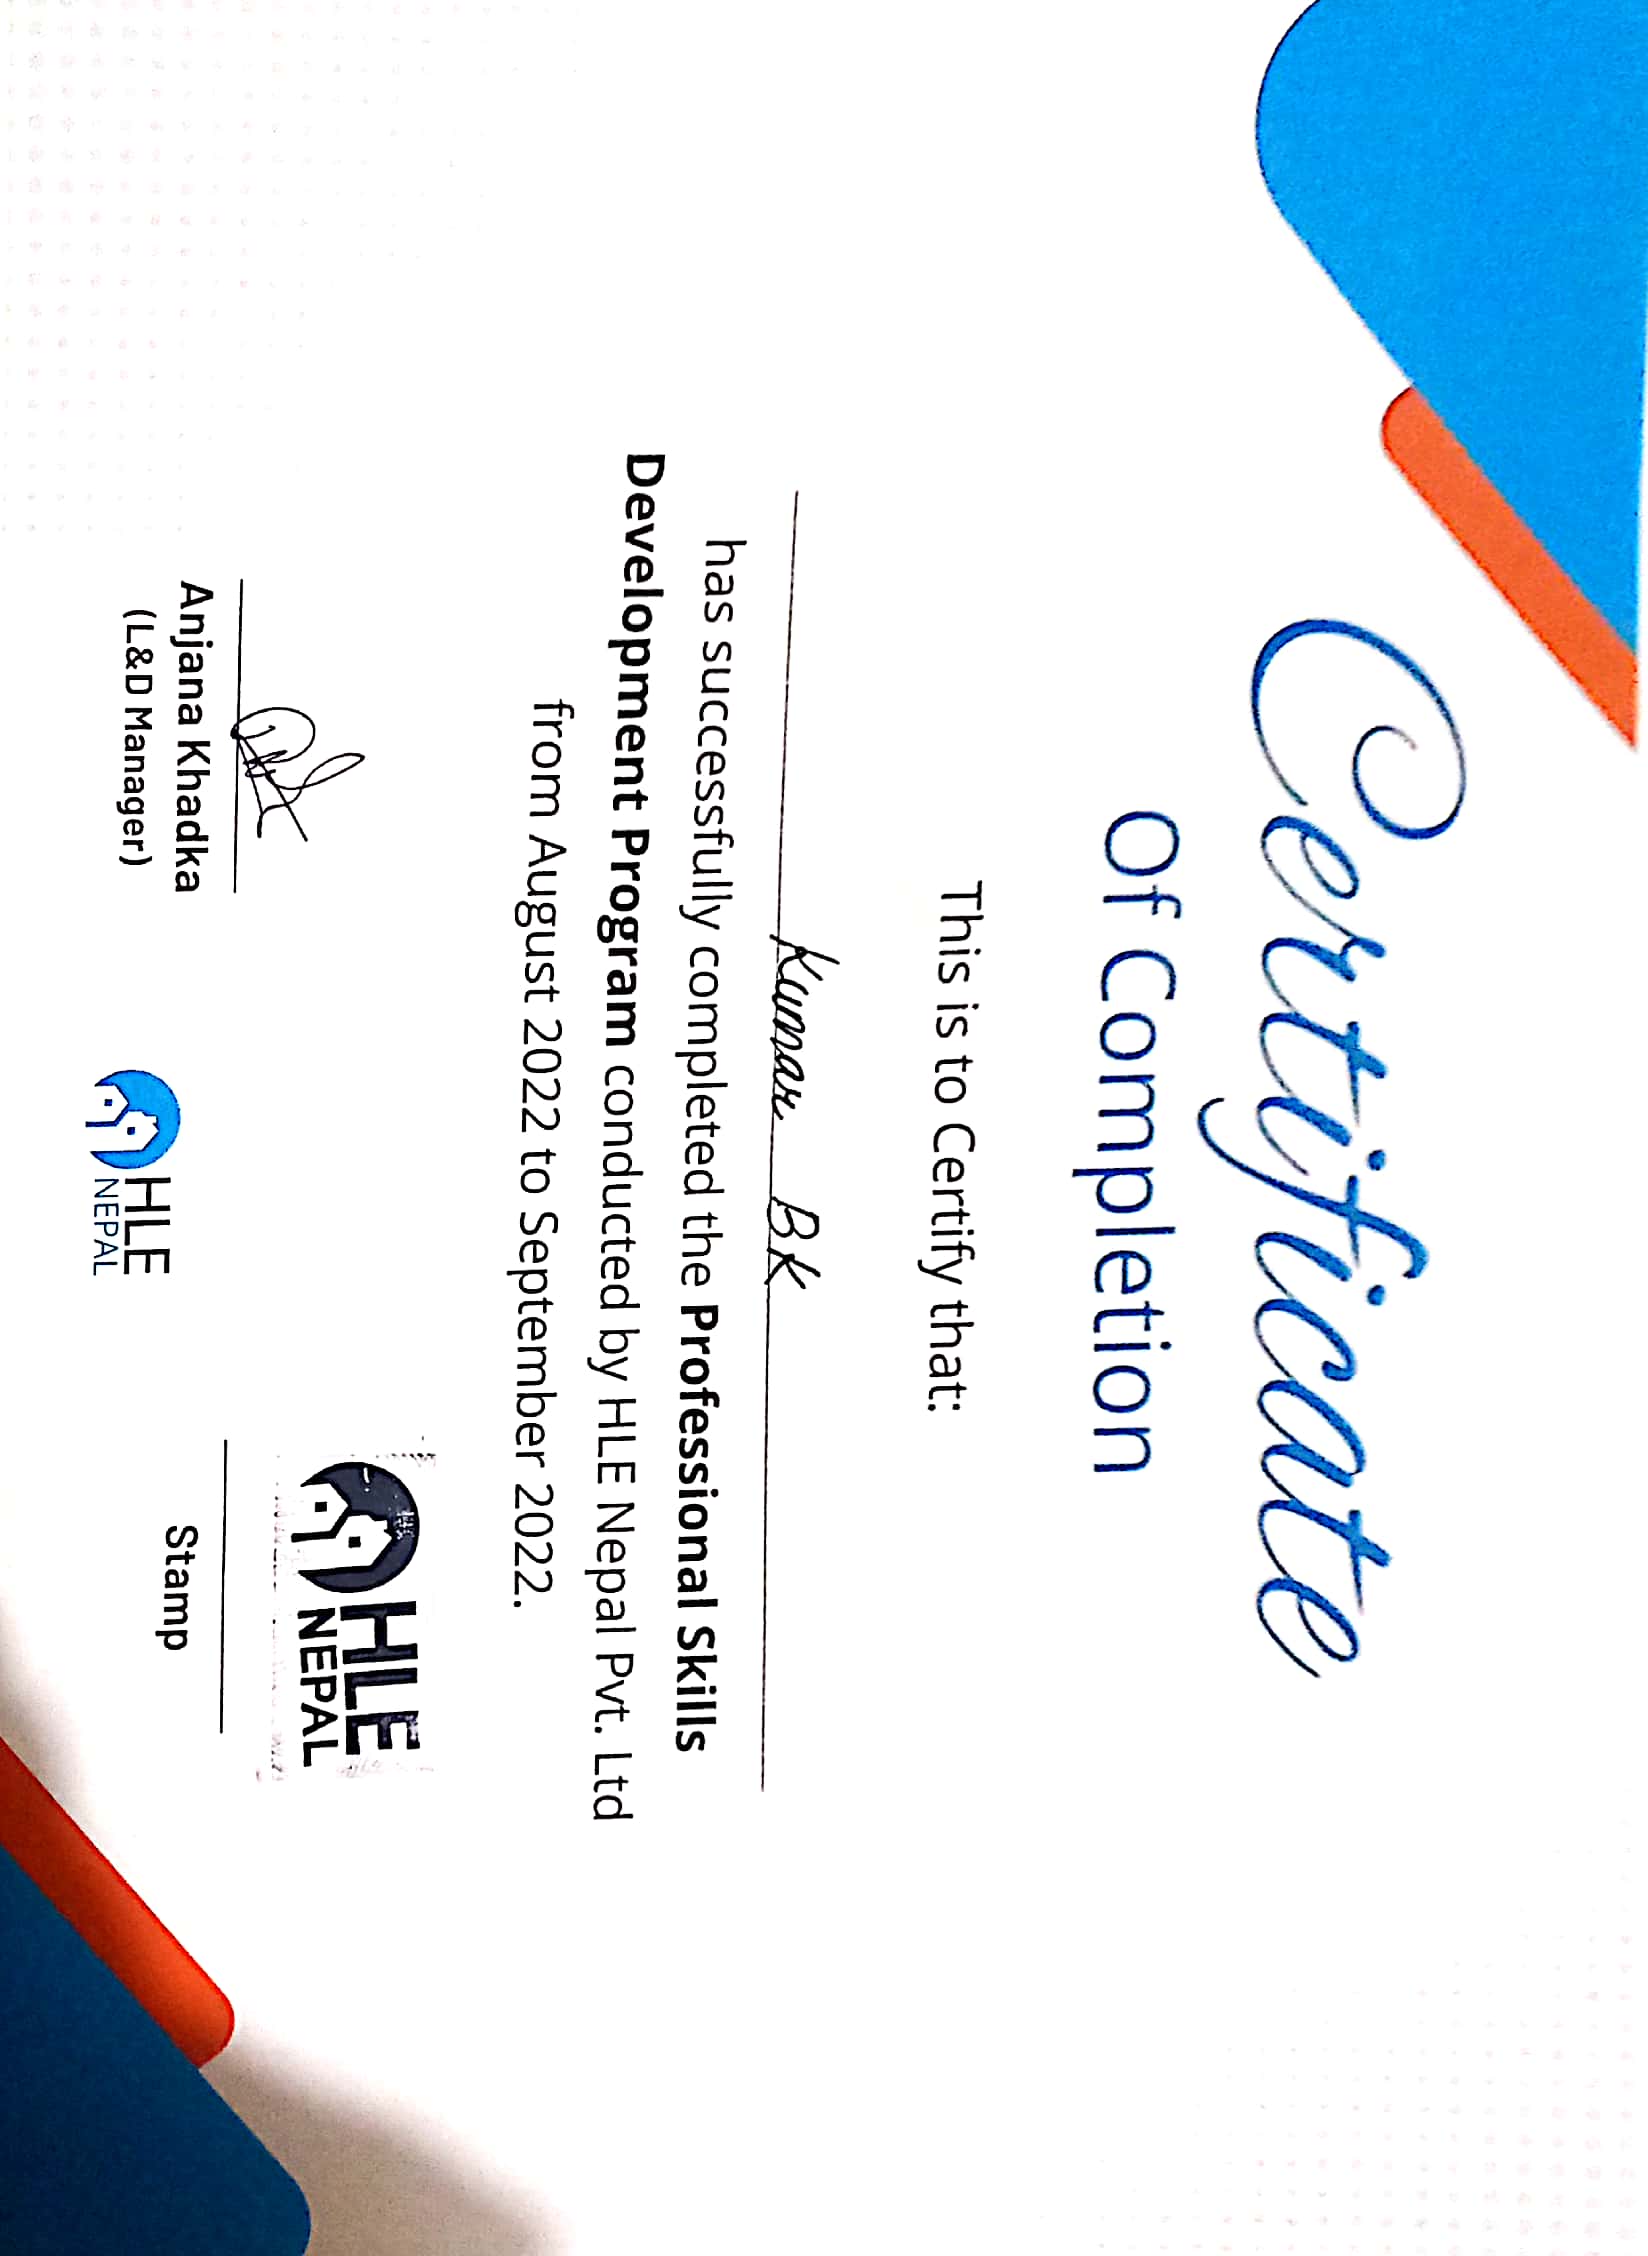 Certificate
Of Completion
This is to Certify that:
Kumar BK
has successfully completed the Professional Skills
Development Program conducted by HLE Nepal Pvt. Ltd
from August 2022 to September 2022.
HLE
NEPAL
Anjana Khadka
(L&D Manager)
HLE
NEPAL
Stamp